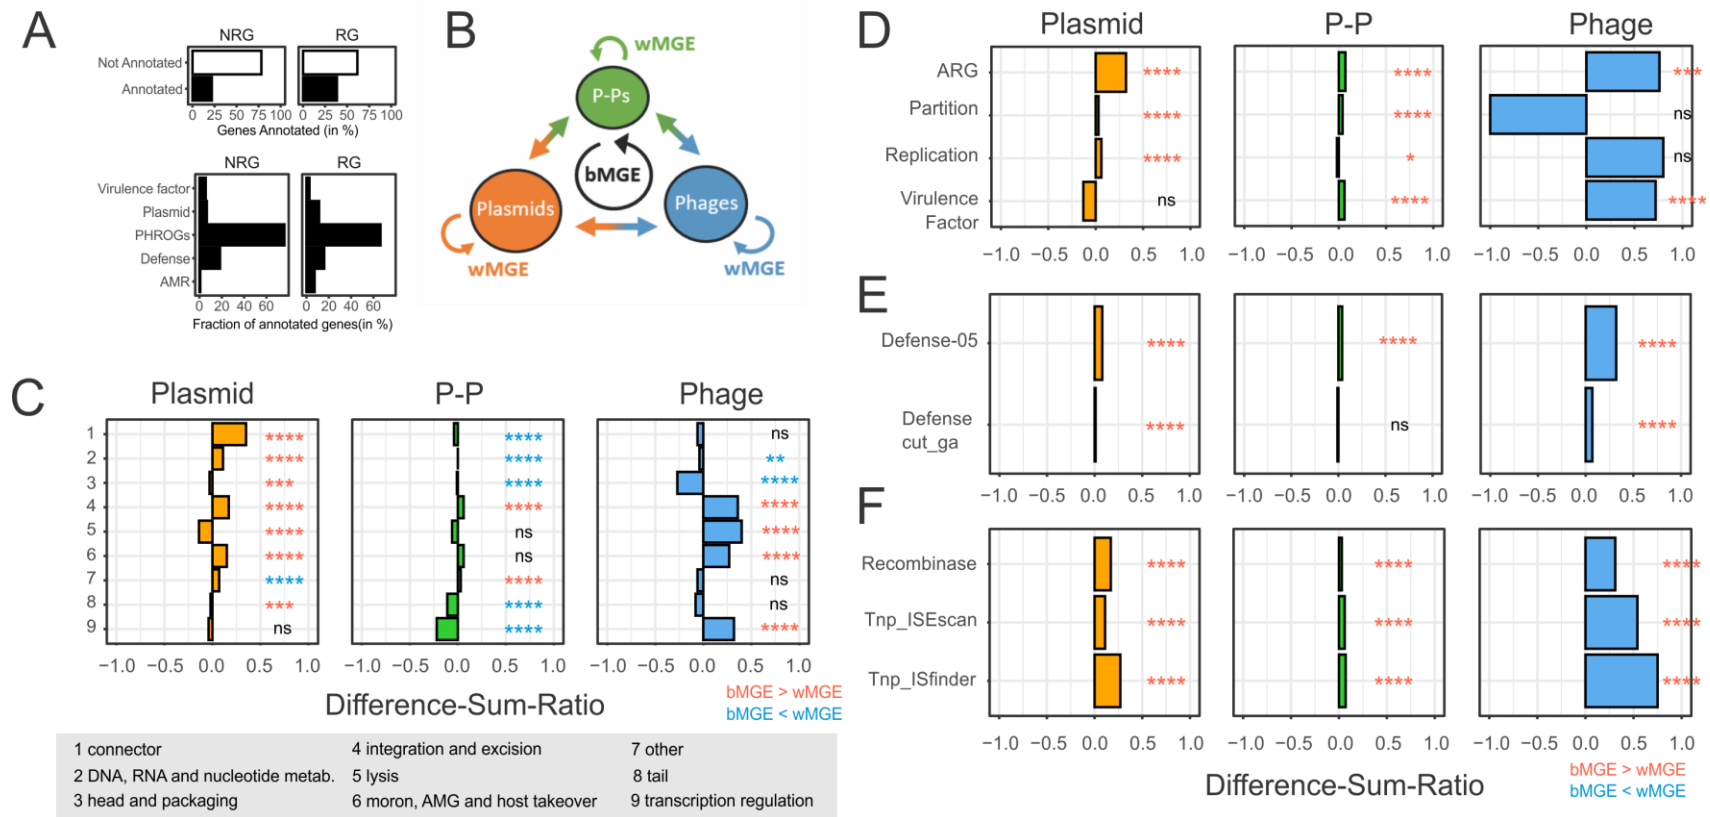 A
NRG
RG
Not Annotated
Annotated
0 25 50 75 100 0 25 50 75 100
Genes Annotated (in %)
NRG
RG
Virulence factor
Plasmid
PHROGs
Defense
AMR
0 20 40 60 0 20 40 60
Fraction of annotated genes(in %)
B
wMGE
P-Ps
bMGE
Plasmids
Phages
wMGE
wMGE
C
Plasmid
P-P
Phage
1 **** **** ns
2 **** **** **
3 *** **** ****
4 **** **** ****
5 **** ns ****
6 **** ns ****
7 **** **** ns
8 *** **** ns
9 ns **** ****
−1.0 −0.5 0.0 0.5 1.0 −1.0 −0.5 0.0 0.5 1.0 −1.0 −0.5 0.0 0.5 1.0
Difference-Sum-Ratio
bMGE > wMGE
bMGE < wMGE
1 connector
2 DNA, RNA and nucleotide metab.
3 head and packaging
4 integration and excision
5 lysis
6 moron, AMG and host takeover
7 other
8 tail
9 transcription regulation
D
Plasmid
P-P
Phage
ARG **** **** ***
Partition **** **** ns
Replication **** * ns
Virulence
Factor
ns **** ****
−1.0 −0.5 0.0 0.5 1.0 −1.0 −0.5 0.0 0.5 1.0 −1.0 −0.5 0.0 0.5 1.0
E
Defense-05 **** **** ****
Defense
cut_ga
**** ns ****
−1.0 −0.5 0.0 0.5 1.0 −1.0 −0.5 0.0 0.5 1.0 −1.0 −0.5 0.0 0.5 1.0
F
Recombinase **** **** ****
Tnp_ISEscan **** **** ****
Tnp_ISfinder **** **** ****
−1.0 −0.5 0.0 0.5 1.0 −1.0 −0.5 0.0 0.5 1.0 −1.0 −0.5 0.0 0.5 1.0
Difference-Sum-Ratio
bMGE > wMGE
bMGE < wMGE